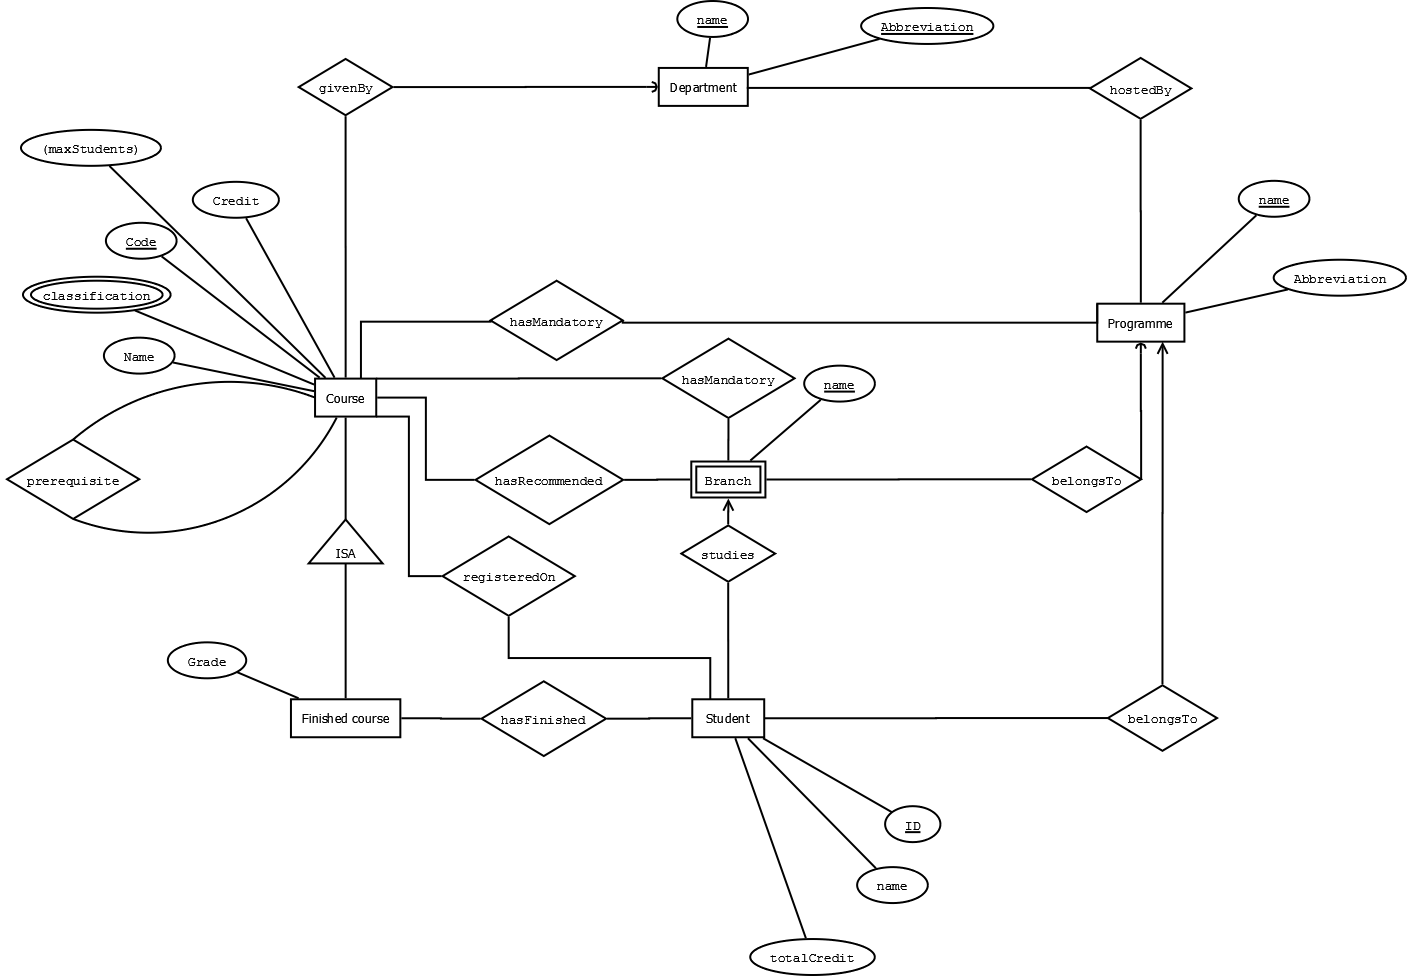 name
Abbreviation
givenBy
Department
hostedBy
(maxStudents)
Credit
name
Code
Abbreviation
classification
hasMandatory
Programme
Name
hasMandatory
name
Course
prerequisite
hasRecommended
Branch
belongsTo
ISA
studies
registeredOn
Grade
Finished course
hasFinished
Student
belongsTo
ID
name
totalCredit